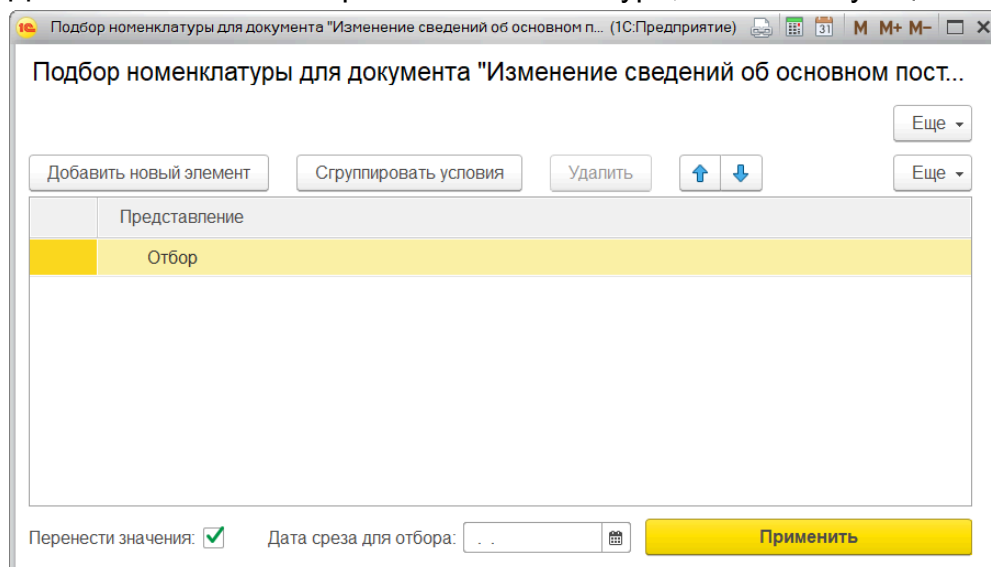 Подбор номенклатуры для документа "Изменение сведений об основном п... (1С:Предприятие) 31 M M+ M-
Подбор номенклатуры для документа "Изменение сведений об основном пост...
Еще
Добавить новый элемент Сгруппировать условия Удалить Еще
Представление
Отбор
Перенести значения: Дата среза для отбора: . . Применить